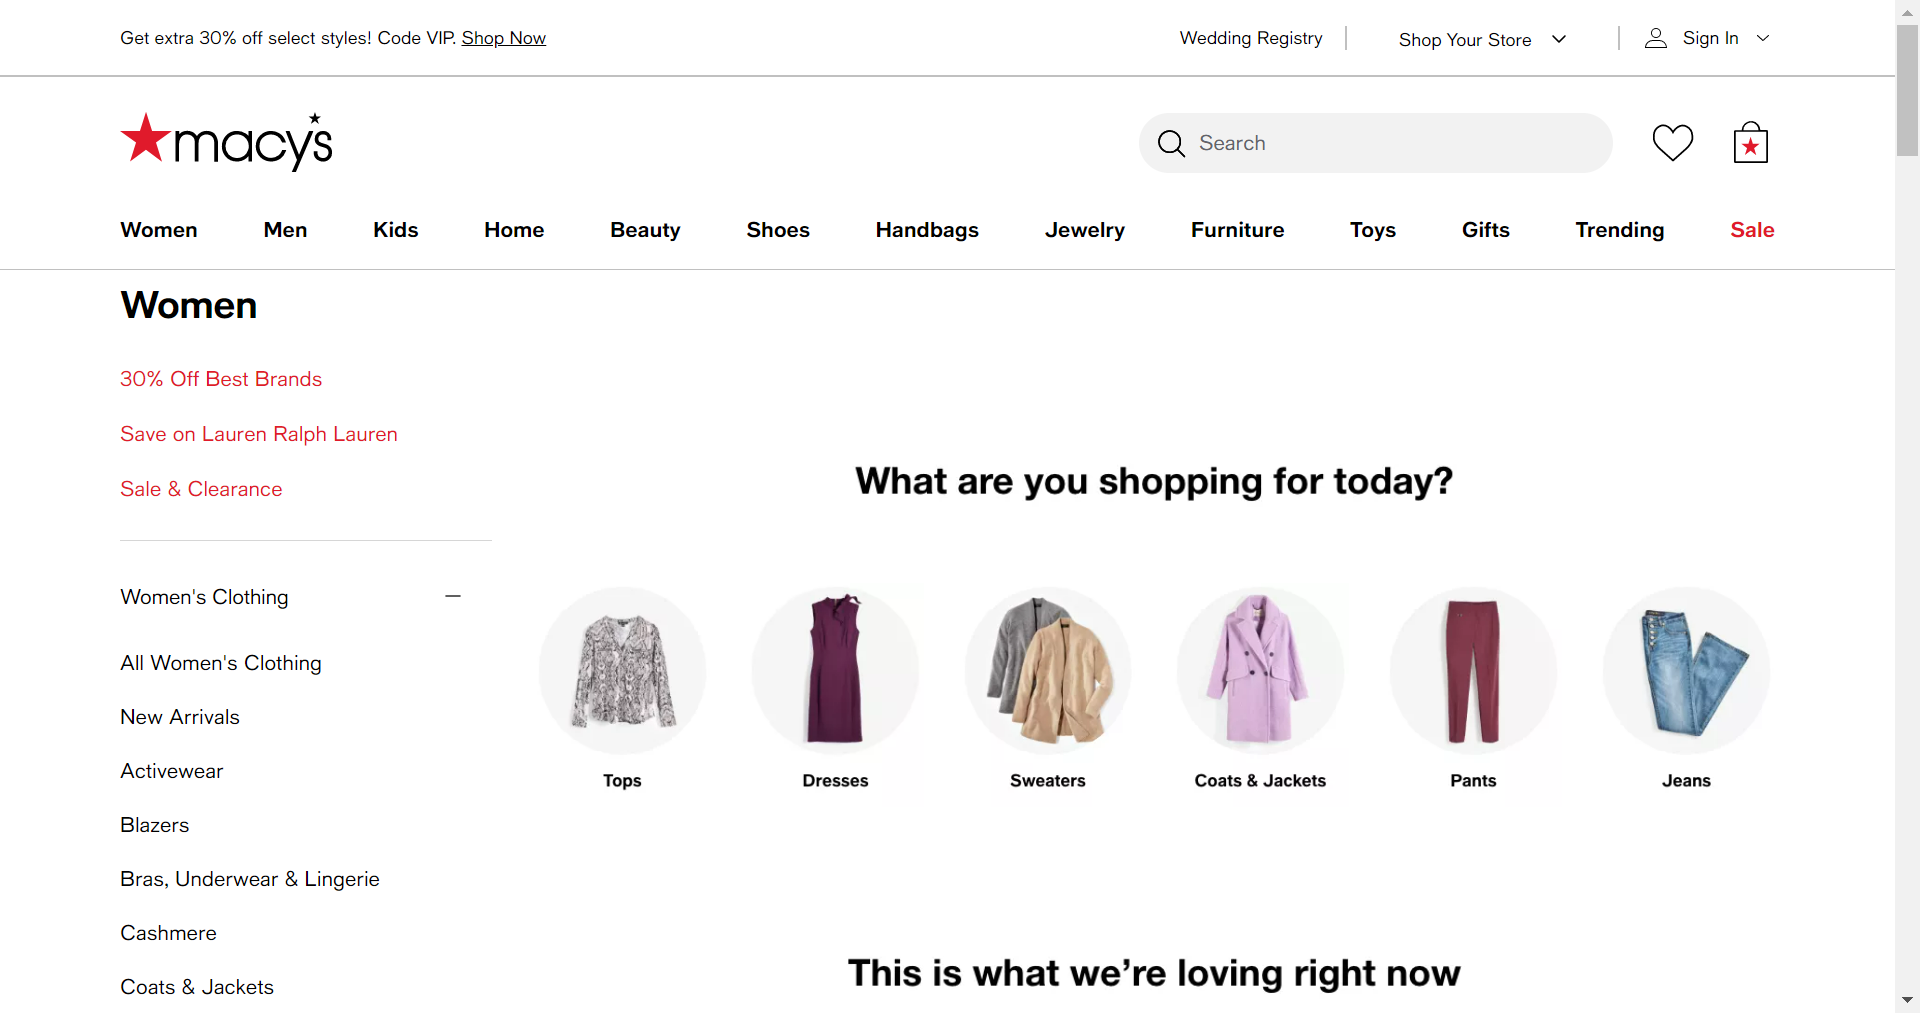 Get extra 30% off select styles! Code VIP. Shop Now
Wedding Registry
Shop Your Store
Sign In
macy's
Search
Women Men Kids Home Beauty Shoes Handbags Jewelry Furniture Toys Gifts Trending Sale
Women
30% Off Best Brands
Save on Lauren Ralph Lauren
Sale & Clearance
Women's Clothing
All Women's Clothing
New Arrivals
Activewear
Blazers
Bras, Underwear & Lingerie
Cashmere
Coats & Jackets
What are you shopping for today?
Tops Dresses Sweaters Coats & Jackets Pants Jeans
This is what we’re loving right now